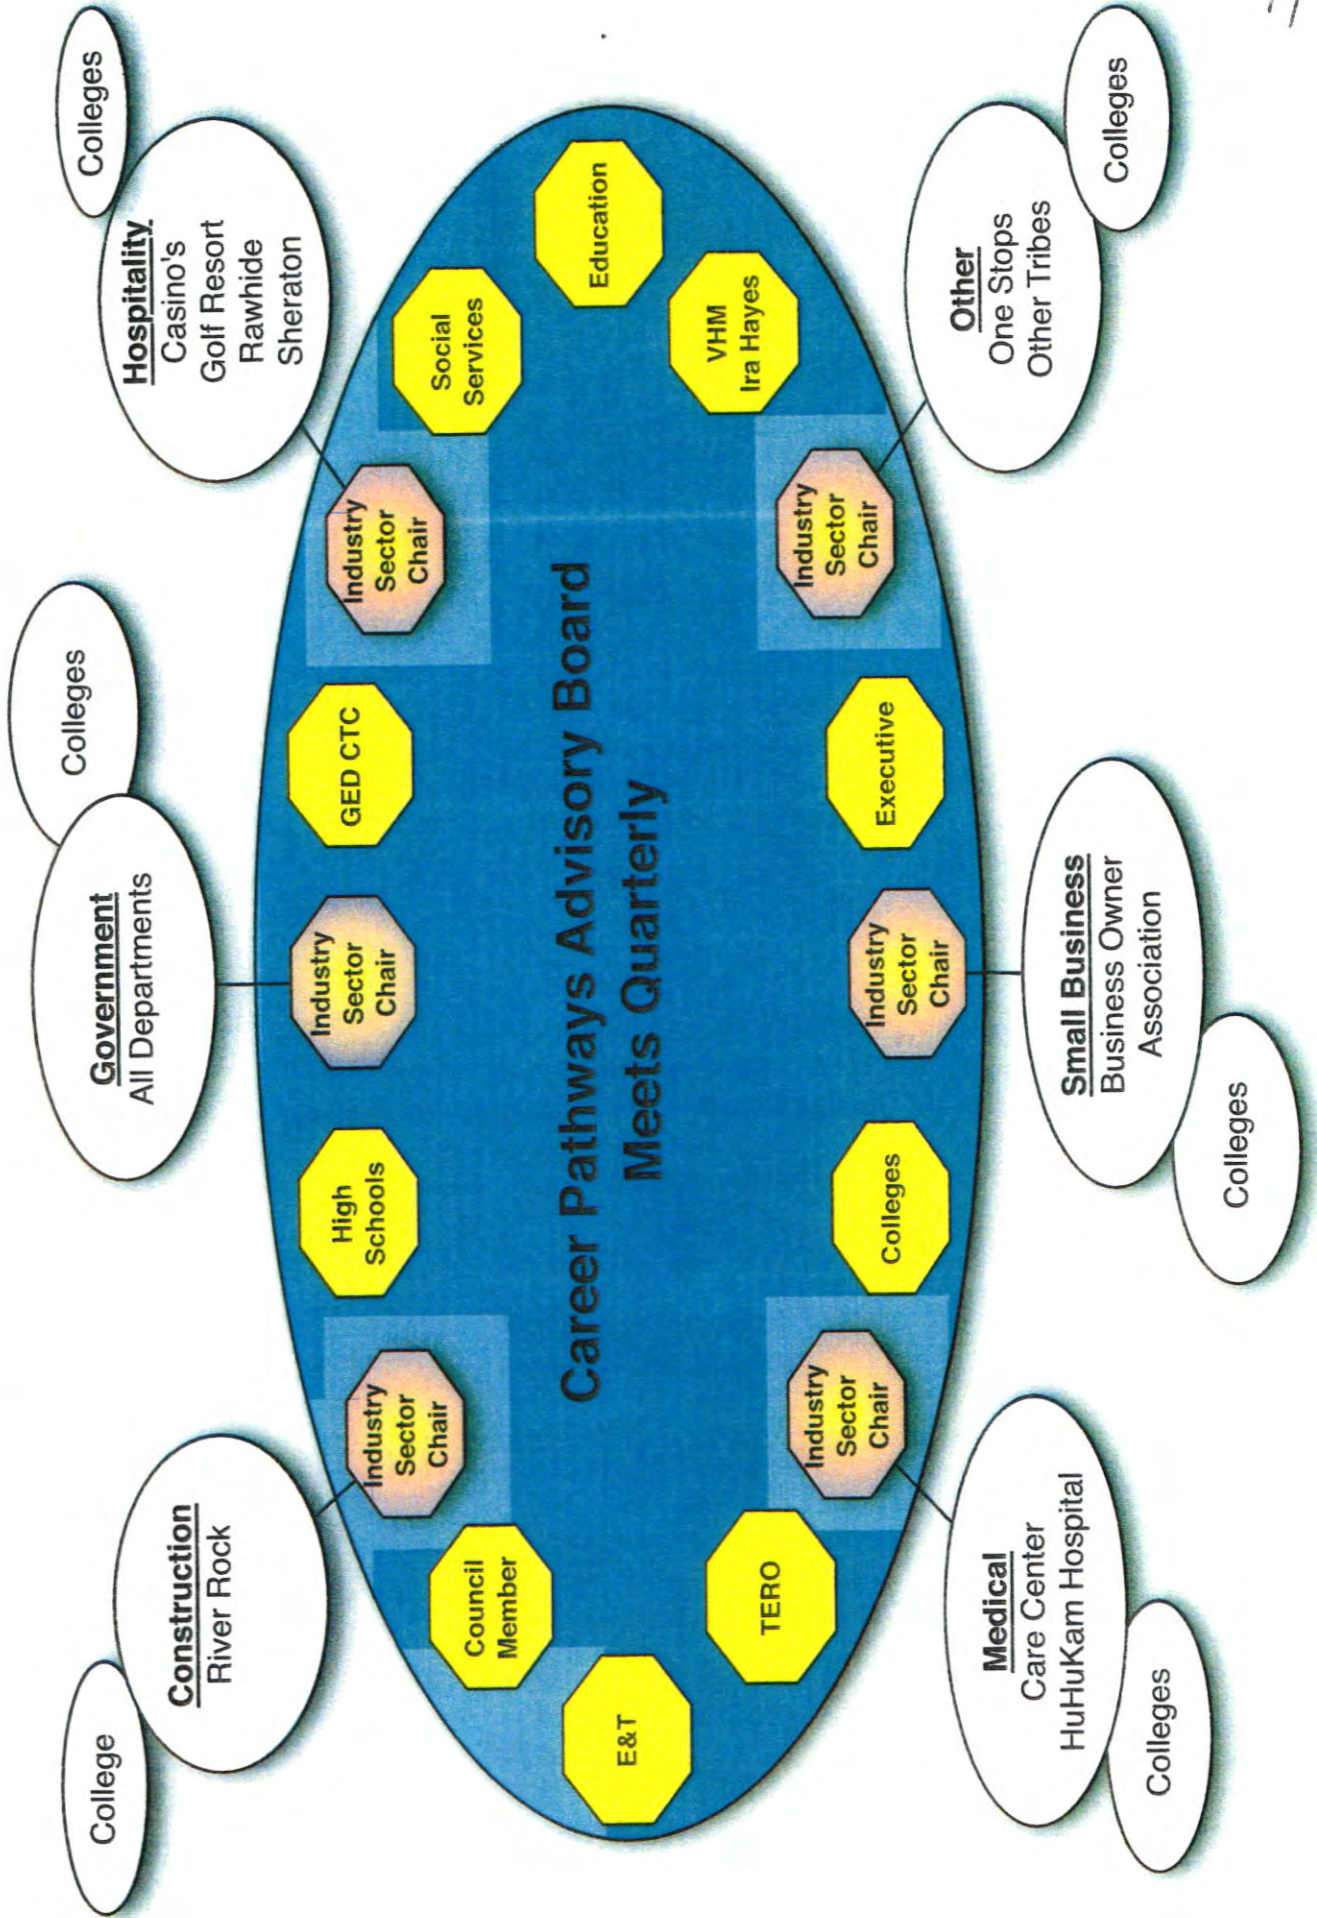 College
Construction
River Rock
Colleges
Government
All Departments
Colleges
Hospitality
Casino's
Golf Resort
Rawhide
Sheraton
Industry
Sector
Chair
High
Schools
Industry
Sector
Chair
GED CTC
Industry
Sector
Chair
Social
Services
Council
Member
Education
E&T
Career Pathways Advisory Board
Meets Quarterly
VHM
Ira Hayes
TERO
Industry
Sector
Chair
Colleges
Industry
Sector
Chair
Executive
Industry
Sector
Chair
Medical
Care Center
HuHuKam Hospital
Colleges
Small Business
Business Owner
Association
Colleges
Other
One Stops
Other Tribes
Colleges